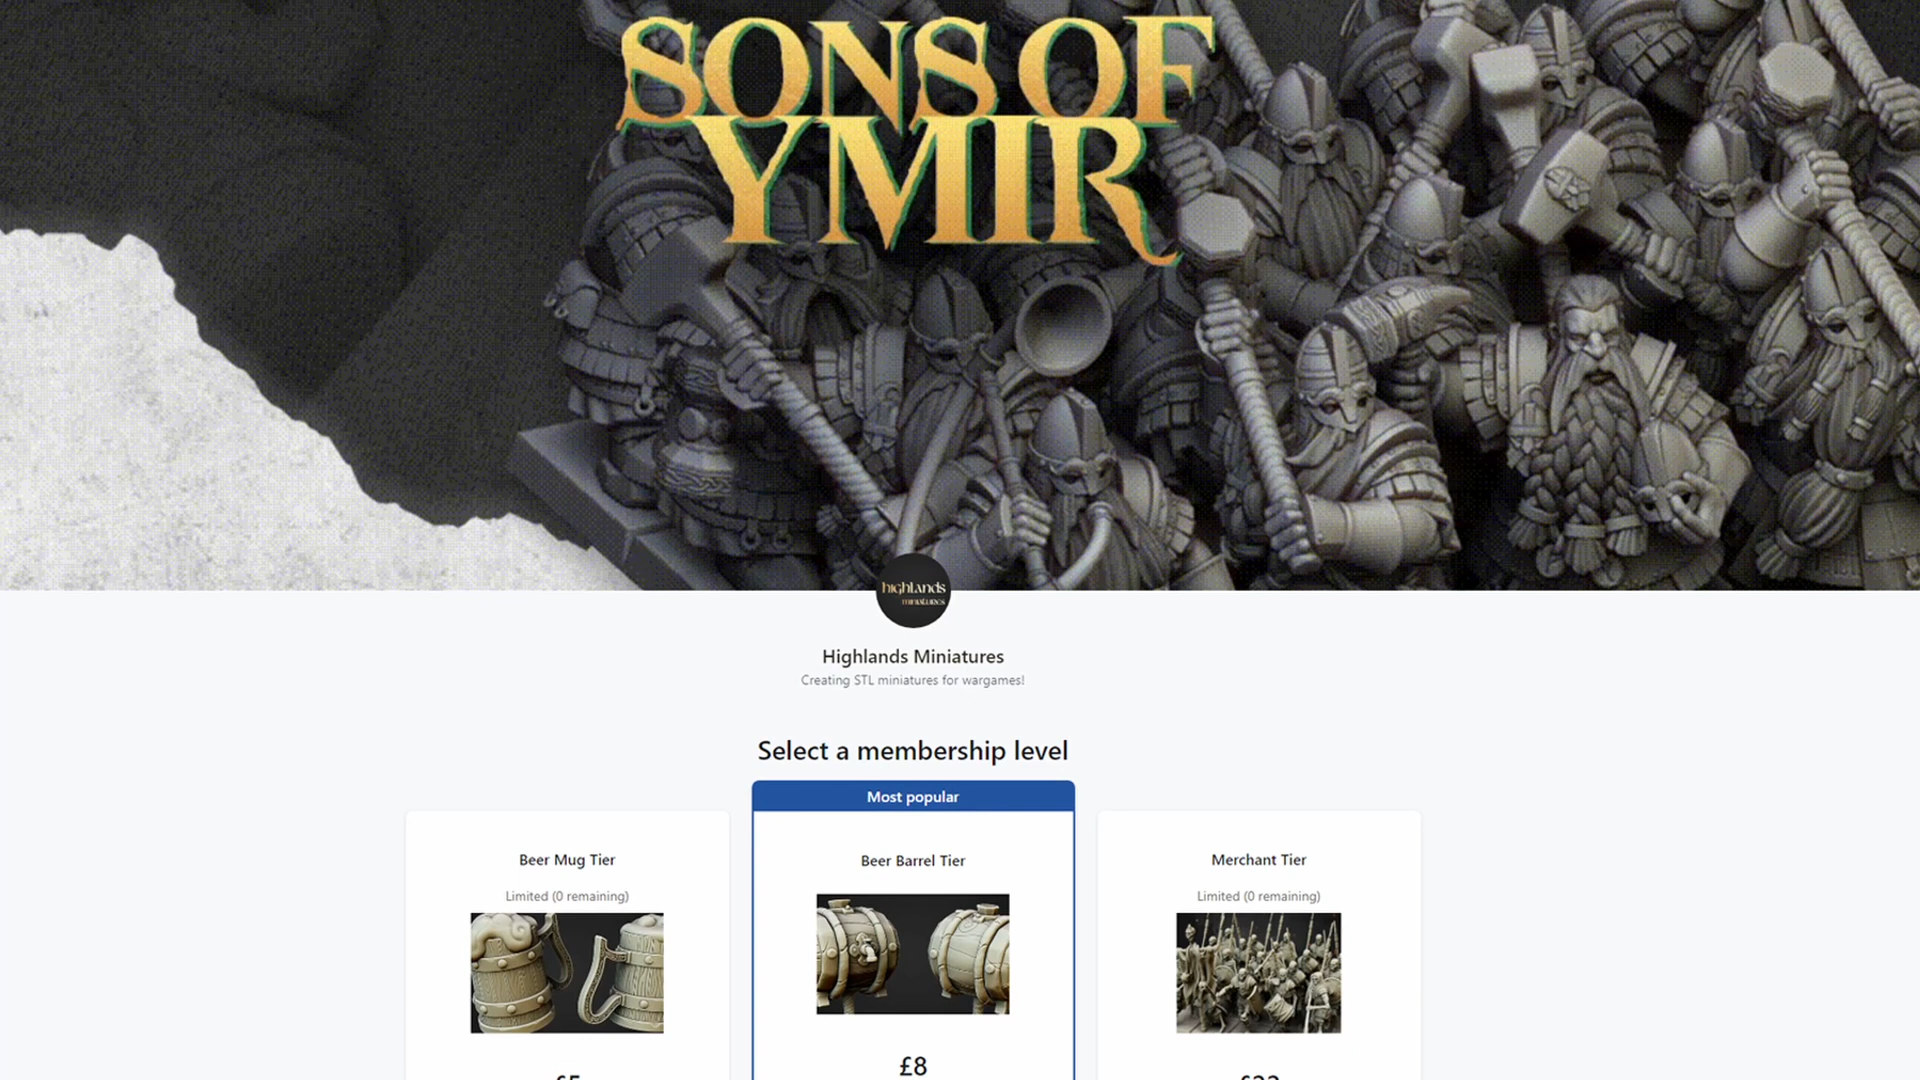 SONS OF
YMIR
highlands
miniatures
Highlands Miniatures
Creating STL miniatures for wargames!
Select a membership level
Most popular
Beer Mug Tier
Limited (0 remaining)
Beer Barrel Tier
£8
Merchant Tier
Limited (0 remaining)